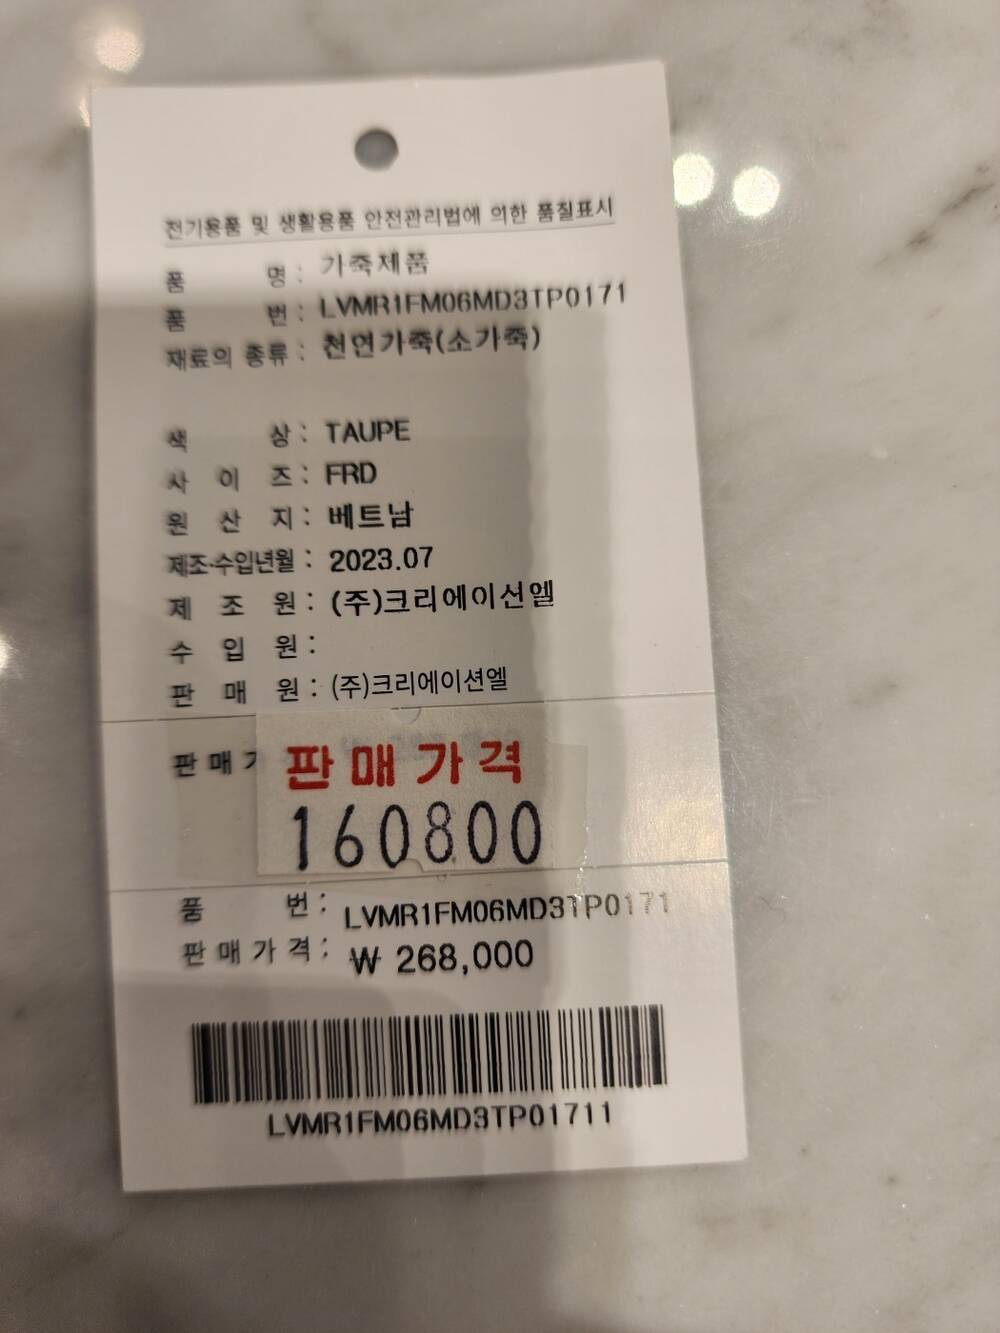 전기용품 및 생활용품 안전관리법에 의한 품질표시
품 명 : 가죽제품
품 번 : LVMR1FM06MD3TP0171
재료의 종류 : 천연가죽(소가죽)
색 상 : TAUPE
사 이 즈 : FRD
원 산 지 : 베트남
제조·수입년월 : 2023.07
제 조 원 : (주)크리에이션엘
수 입 원 :
판 매 원 : (주)크리에이션엘
판 매
판매가격
160800
품 번 : LVMR1FM06MD3TP0171
판 매 가 격 : ₩ 268,000
LVMR1FM06MD3TP01711